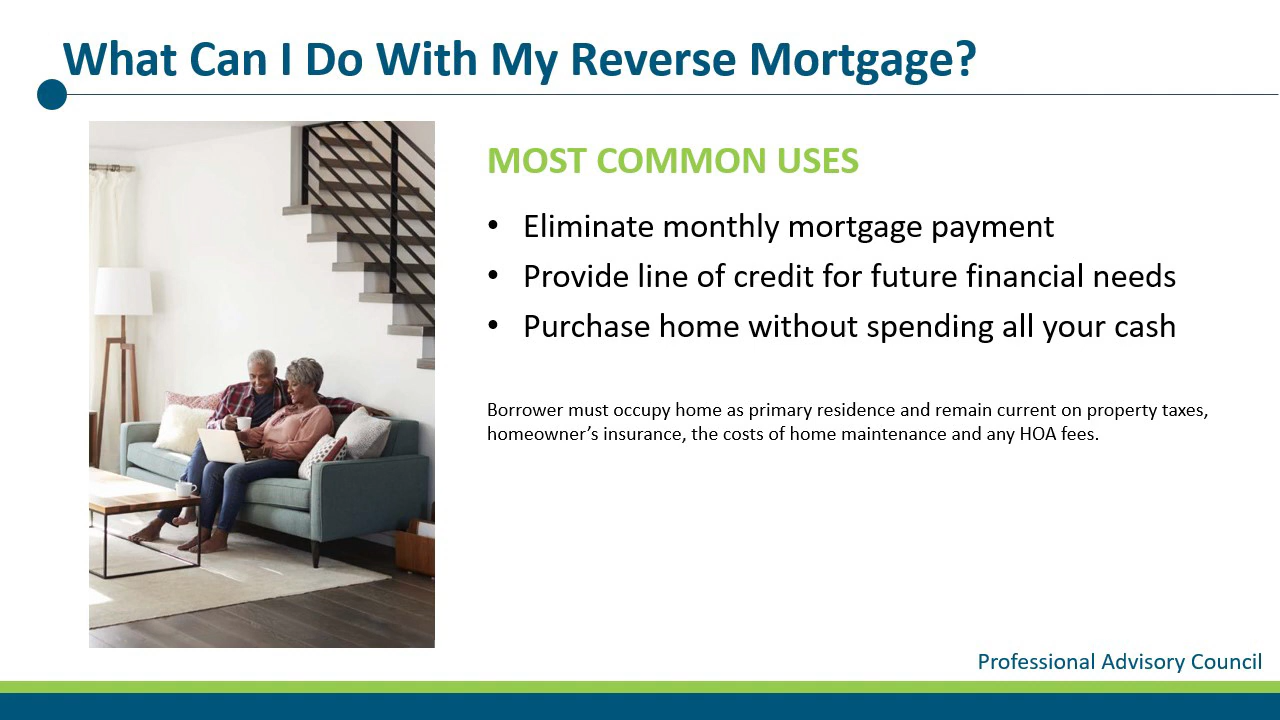 What Can I Do With My Reverse Mortgage?
MOST COMMON USES
• Eliminate monthly mortgage payment
• Provide line of credit for future financial needs
• Purchase home without spending all your cash
Borrower must occupy home as primary residence and remain current on property taxes,
homeowner’s insurance, the costs of home maintenance and any HOA fees.
Professional Advisory Council